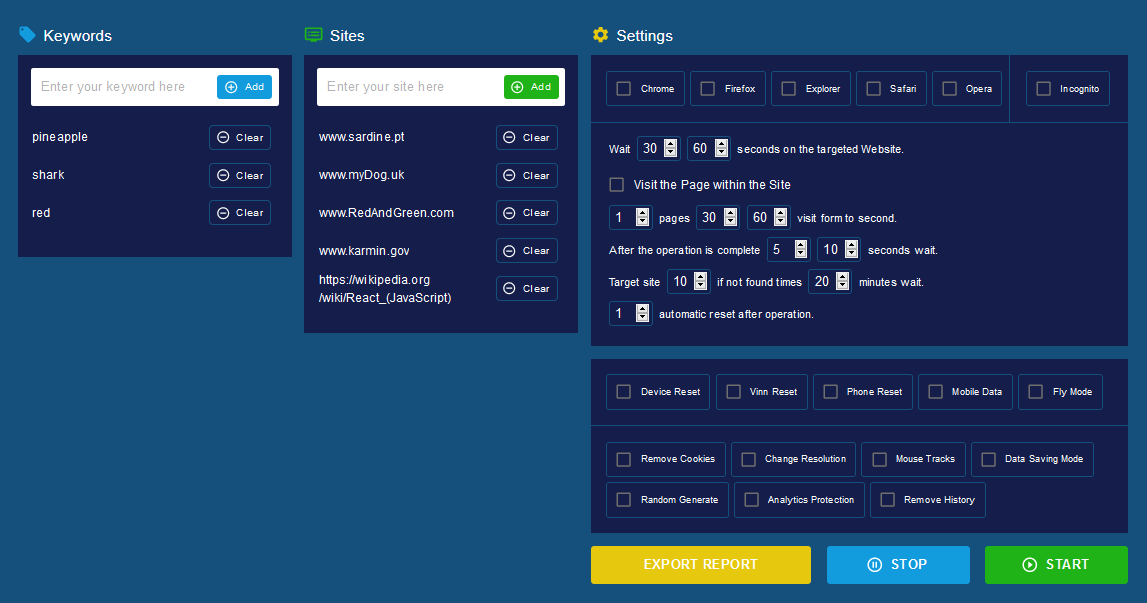 Keywords
Enter your keyword here Add
pineapple Clear
shark Clear
red Clear
Sites
Enter your site here Add
www.sardine.pt Clear
www.myDog.uk Clear
www.RedAndGreen.com Clear
www.karmin.gov Clear
https://wikipedia.org
/wiki/React_(JavaScript) Clear
Settings
Chrome Firefox Explorer Safari Opera Incognito
Wait 30 60 seconds on the targeted Website.
Visit the Page within the Site
1 pages 30 60 visit form to second.
After the operation is complete 5 10 seconds wait.
Target site 10 if not found times 20 minutes wait.
1 automatic reset after operation.
Device Reset Vinn Reset Phone Reset Mobile Data Fly Mode
Remove Cookies Change Resolution Mouse Tracks Data Saving Mode
Random Generate Analytics Protection Remove History
EXPORT REPORT STOP START